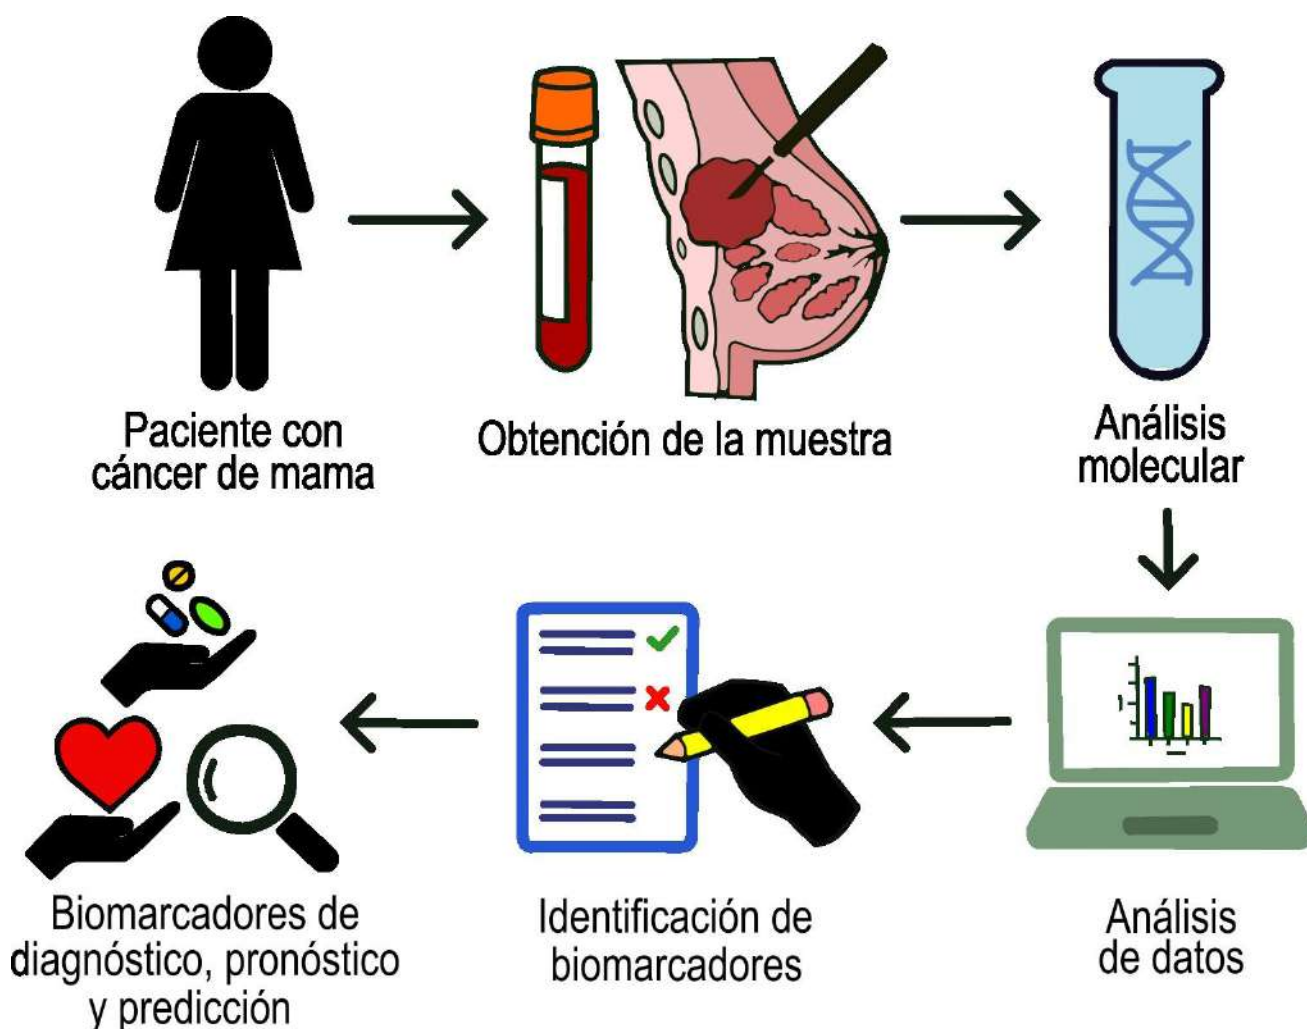 Paciente con
cáncer de mama
Obtención de la muestra
Análisis
molecular
Análisis
de datos
Identificación de
biomarcadores
Biomarcadores de
diagnóstico, pronóstico
y predicción